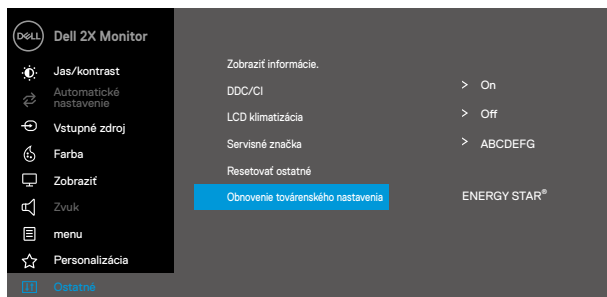 DELL Dell 2X Monitor
Jas/kontrast
Automatické
nastavenie
Vstupné zdroj
Farba
Zobraziť
Zvuk
menu
Personalizácia
Ostatné
Zobraziť informácie.
DDC/CI > On
LCD klimatizácia > Off
Servisné značka > ABCDEFG
Resetovať ostatné
Obnovenie továrenského nastavenia ENERGY STAR®